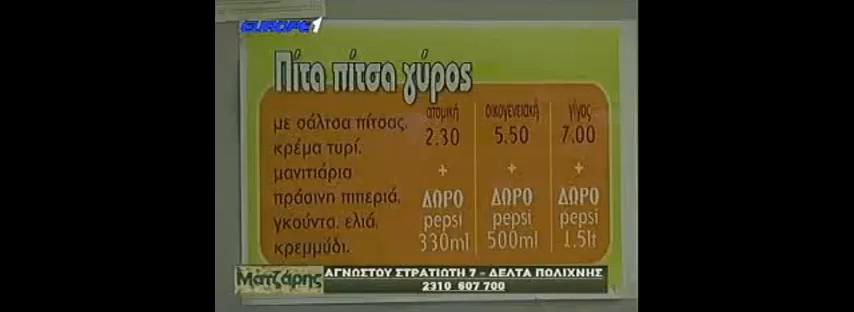 EUROPE 1
Πίτα πίτσα γύρος
ατομική οικογενειακή γίγας
με σάλτσα πίτσας, 2.30 5.50 7.00
κρέμα τυρί,
μανιτάρια + + +
πράσινη πιπεριά, ΔΩΡΟ ΔΩΡΟ ΔΩΡΟ
γκούντα, ελιά, pepsi pepsi pepsi
κρεμμύδι. 330ml 500ml 1.5lt
Ματζάρης ΑΓΝΩΣΤΟΥ ΣΤΡΑΤΙΩΤΗ 7 - ΔΕΛΤΑ ΠΟΛΙΧΝΗΣ
2310 607 700